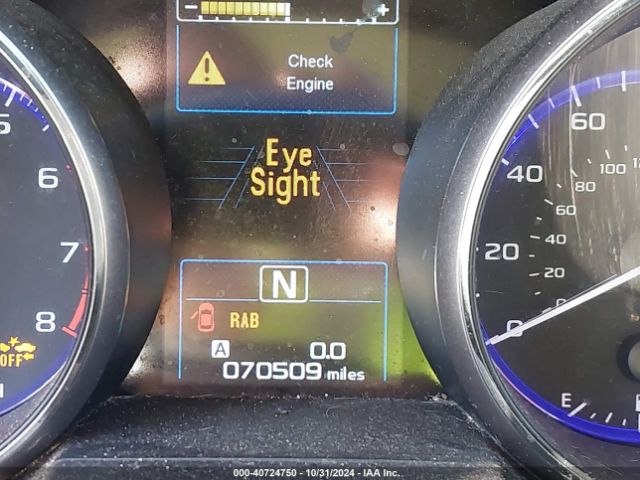 - +
Check
Engine
Eye
Sight
N
RAB
A 0.0
070509 miles
5
6
7
8
OFF
60
40
20
0
100
80
60
40
20
E
000-40724750 - 10/31/2024 - IAA Inc.